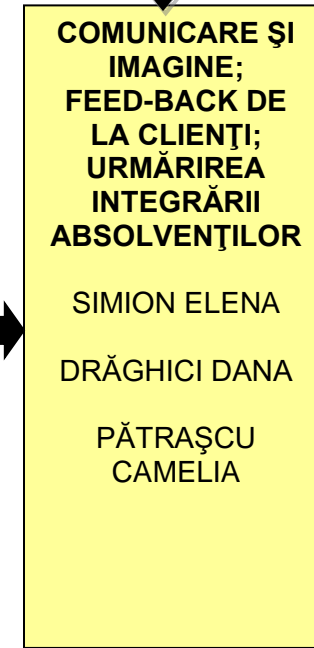 COMUNICARE ŞI
IMAGINE;
FEED-BACK DE
LA CLIENŢI;
URMĂRIREA
INTEGRĂRII
ABSOLVENŢILOR
SIMION ELENA
DRĂGHICI DANA
PĂTRAŞCU
CAMELIA